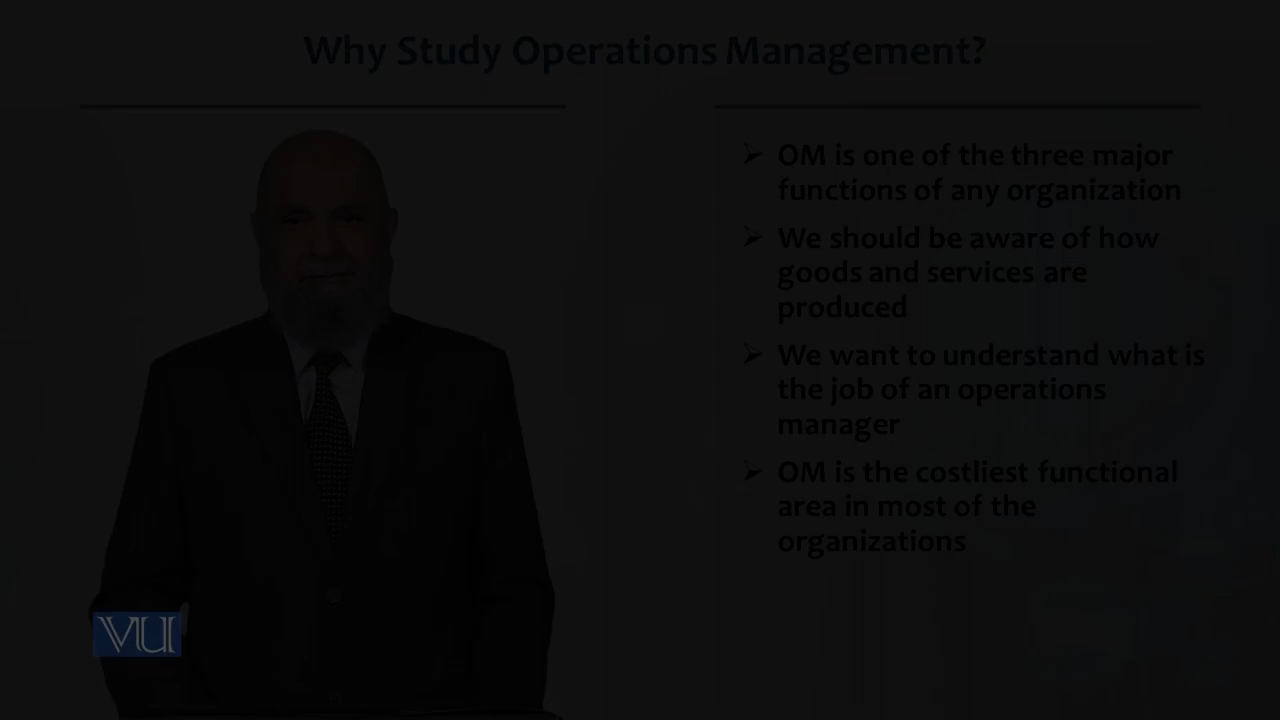 Why Study Operations Management?
➢ OM is one of the three major
functions of any organization
➢ We should be aware of how
goods and services are
produced
➢ We want to understand what is
the job of an operations
manager
➢ OM is the costliest functional
area in most of the
organizations
VU